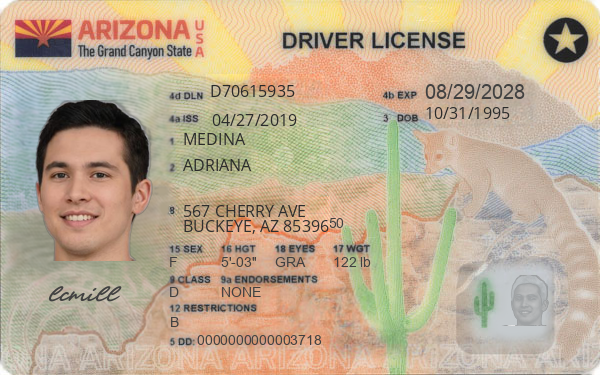 ARIZONA USA
The Grand Canyon State
DRIVER LICENSE
4d DLN D70615935
4b EXP 08/29/2028
4a ISS 04/27/2019
3 DOB 10/31/1995
1 MEDINA
2 ADRIANA
8 567 CHERRY AVE
BUCKEYE, AZ 8539650
15 SEX 16 HGT 18 EYES 17 WGT
F 5'-03" GRA 122 lb
9 CLASS 9a ENDORSEMENTS
D NONE
12 RESTRICTIONS
B
5 DD: 0000000000003718
lcmill
ARIZONA ARIZONA ARIZONA ARIZONA